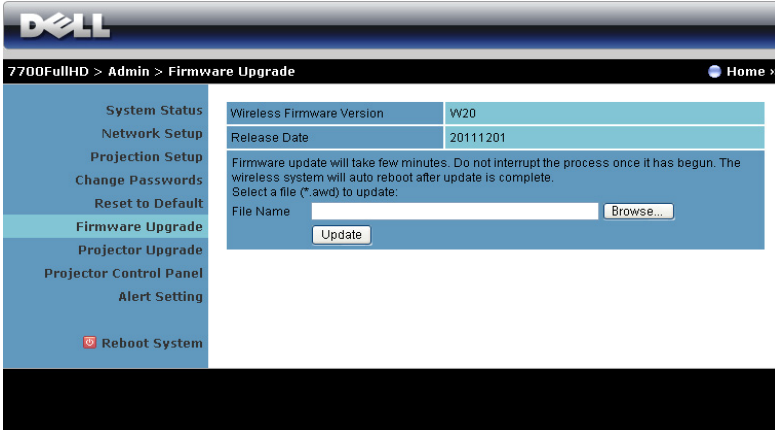 DELL
7700FullHD > Admin > Firmware Upgrade
Home ›
System Status
Network Setup
Projection Setup
Change Passwords
Reset to Default
Firmware Upgrade
Projector Upgrade
Projector Control Panel
Alert Setting
Reboot System
Wireless Firmware Version W20
Release Date 20111201
Firmware update will take few minutes. Do not interrupt the process once it has begun. The
wireless system will auto reboot after update is complete.
Select a file (*.awd) to update:
File Name Browse...
Update